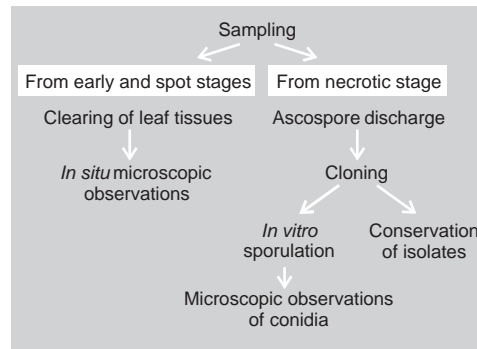 Sampling
From early and spot stages
From necrotic stage
Clearing of leaf tissues
Ascospore discharge
In situ microscopic
observations
Cloning
In vitro
sporulation
Conservation
of isolates
Microscopic observations
of conidia